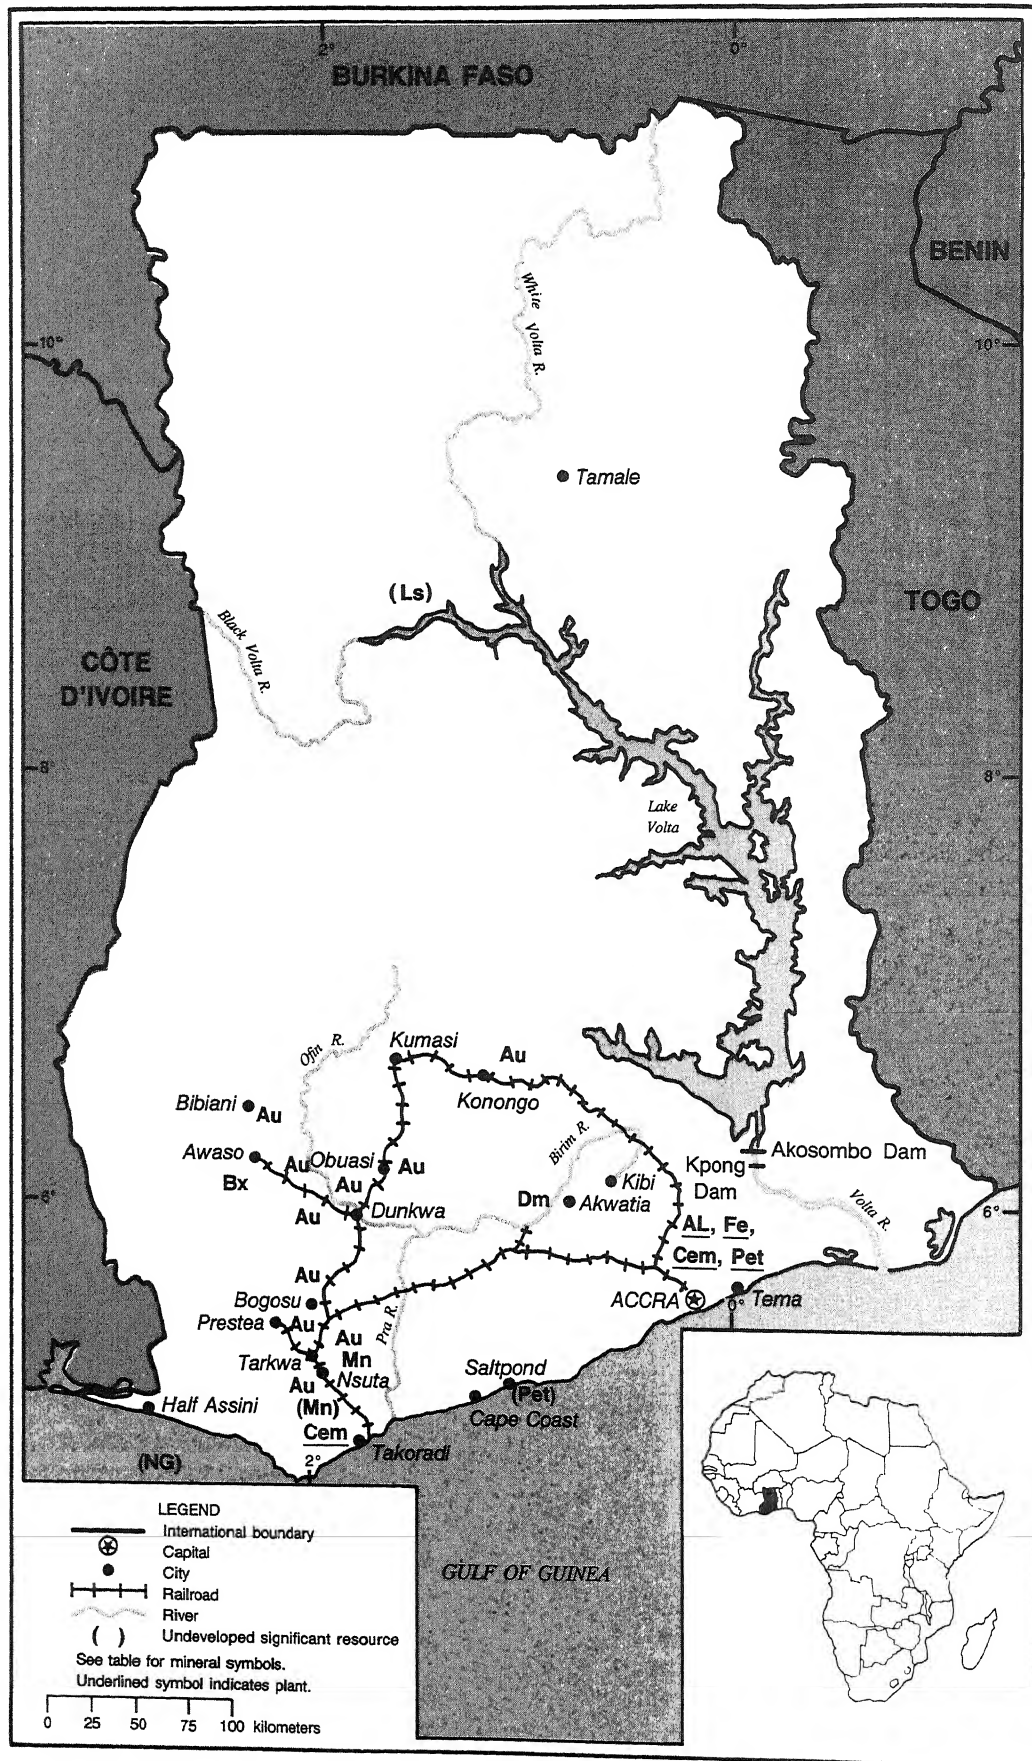 2°
0°
BURKINA FASO
BENIN
10°
10°
White Volta R.
Tamale
TOGO
(Ls)
Black Volta R.
CÔTE
D'IVOIRE
8°
8°
Lake
Volta
Ofin R.
Kumasi
Au
Konongo
Bibiani
Au
Birim R.
Awaso
Au
Obuasi
Au
Akosombo Dam
Kpong
Dam
Bx
Au
Kibi
6°
Dm
Akwatia
Volta R.
6°
Au
Dunkwa
AL, Fe,
Cem, Pet
Au
Bogosu
ACCRA
Tema
0°
Prestea
Au
Pra R.
Au
Mn
Tarkwa
Nsuta
Saltpond
Au
(Mn)
(Pet)
Half Assini
Cape Coast
Cem
Takoradi
(NG)
2°
LEGEND
International boundary
Capital
City
Railroad
River
( ) Undeveloped significant resource
See table for mineral symbols.
Underlined symbol indicates plant.
0 25 50 75 100 kilometers
GULF OF GUINEA